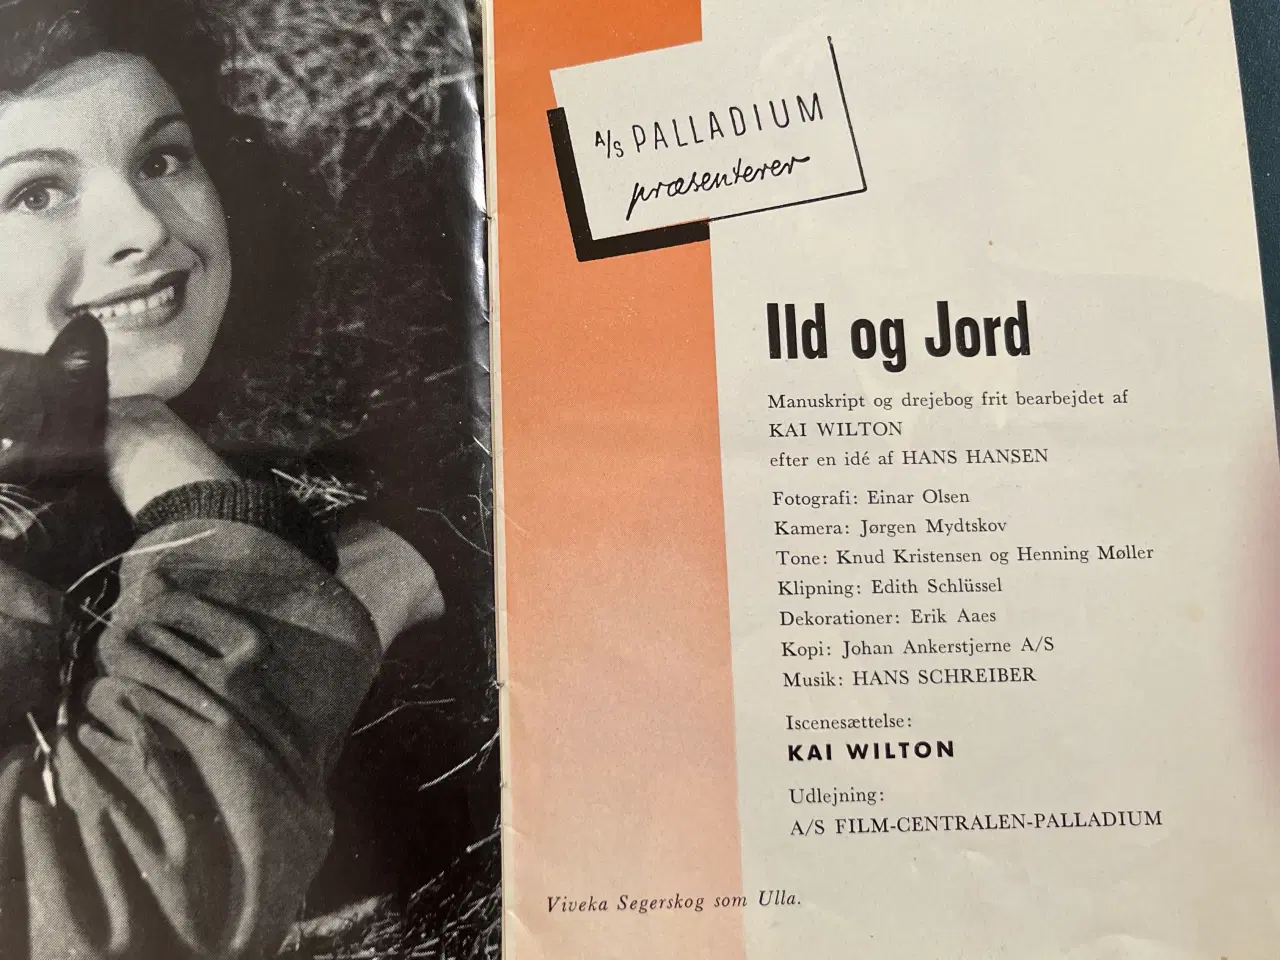 A/S PALLADIUM
præsenterer
Ild og Jord
Manuskript og drejebog frit bearbejdet af
KAI WILTON
efter en idé af HANS HANSEN
Fotografi: Einar Olsen
Kamera: Jørgen Mydtskov
Tone: Knud Kristensen og Henning Møller
Klipning: Edith Schlüssel
Dekorationer: Erik Aaes
Kopi: Johan Ankerstjerne A/S
Musik: HANS SCHREIBER
Iscenesættelse:
KAI WILTON
Udlejning:
A/S FILM-CENTRALEN-PALLADIUM
Viveka Segerskog som Ulla.